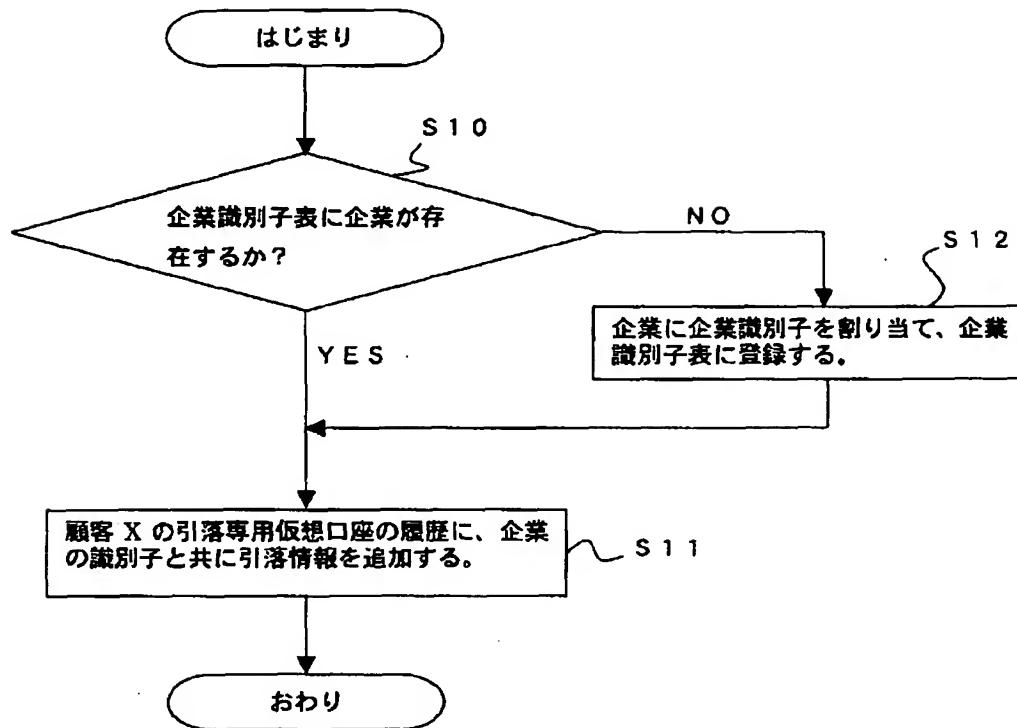 はじまり
S10
企業識別子表に企業が存
在するか?
NO
S12
企業に企業識別子を割り当て、企業
識別子表に登録する。
YES
顧客 X の引落専用仮想口座の履歴に、企業
の識別子と共に引落情報を追加する。
S11
おわり